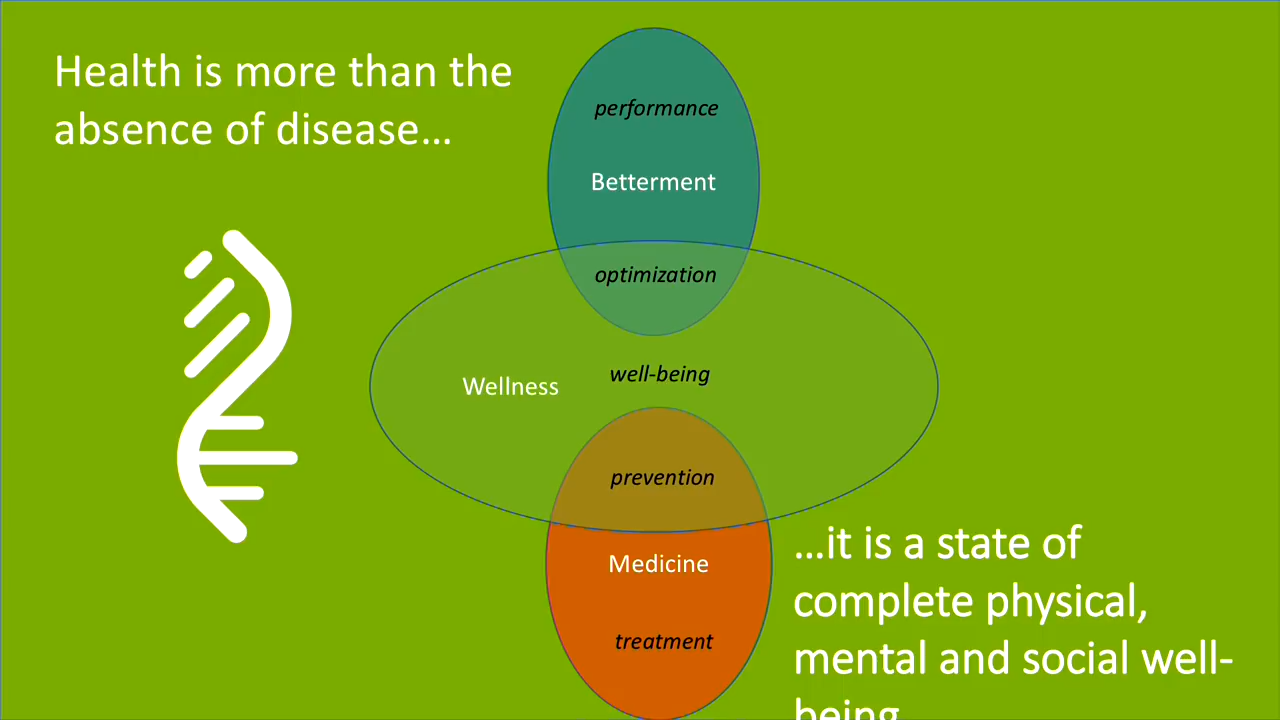 Health is more than the
absence of disease…
performance
Betterment
optimization
well-being
Wellness
prevention
Medicine
treatment
…it is a state of
complete physical,
mental and social well-
being